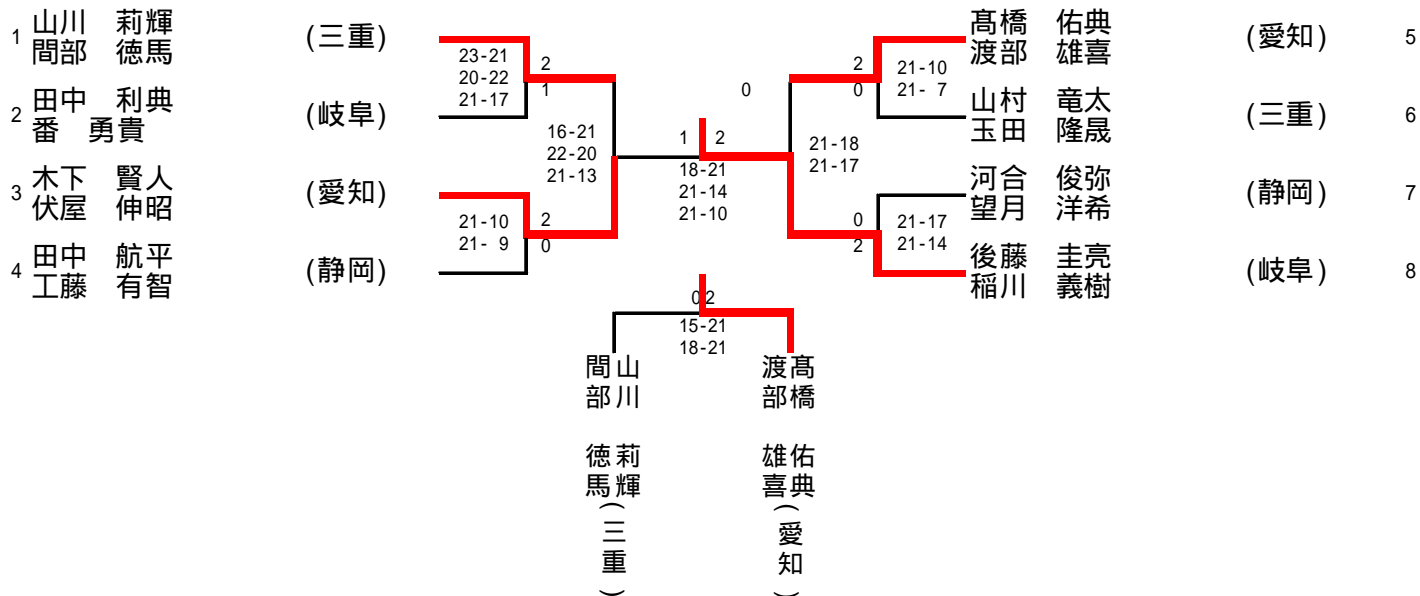 1 山川　莉輝
間部　徳馬
(三重)
2 田中　利典
番　勇貴
(岐阜)
3 木下　賢人
伏屋　伸昭
(愛知)
4 田中　航平
工藤　有智
(静岡)
23-21
20-22
21-17
2
1
21-10
21- 9
2
0
16-21
22-20
21-13
1 2
18-21
21-14
21-10
0
21-18
21-17
2
0
21-10
21- 7
0
2
21-17
21-14
髙橋　佑典
渡部　雄喜
(愛知) 5
山村　竜太
玉田　隆晟
(三重) 6
河合　俊弥
望月　洋希
(静岡) 7
後藤　圭亮
稲川　義樹
(岐阜) 8
0 2
15-21
18-21
山川　莉輝
間部　徳馬
(三重)
髙橋　佑典
渡部　雄喜
(愛知)